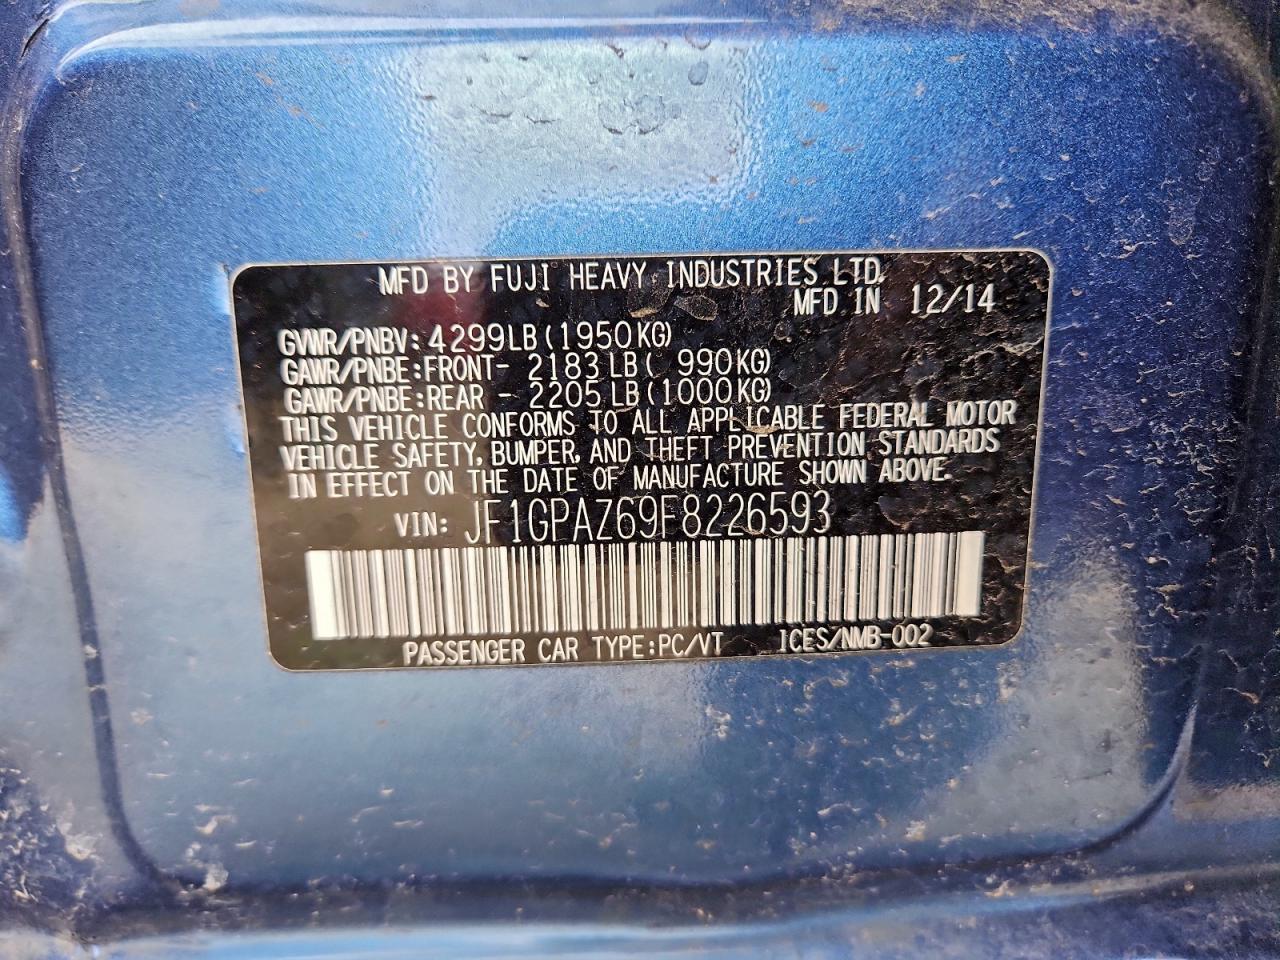 MFD BY FUJI HEAVY INDUSTRIES LTD.
MFD IN 12/14
GVWR/PNBV: 4299LB(1950KG)
GAWR/PNBE:FRONT- 2183LB( 990KG)
GAWR/PNBE:REAR - 2205LB(1000KG)
THIS VEHICLE CONFORMS TO ALL APPLICABLE FEDERAL MOTOR
VEHICLE SAFETY, BUMPER, AND THEFT PREVENTION STANDARDS
IN EFFECT ON THE DATE OF MANUFACTURE SHOWN ABOVE.
VIN: JF1GPAZ69F8226593
PASSENGER CAR TYPE:PC/VT ICES/NMB-002